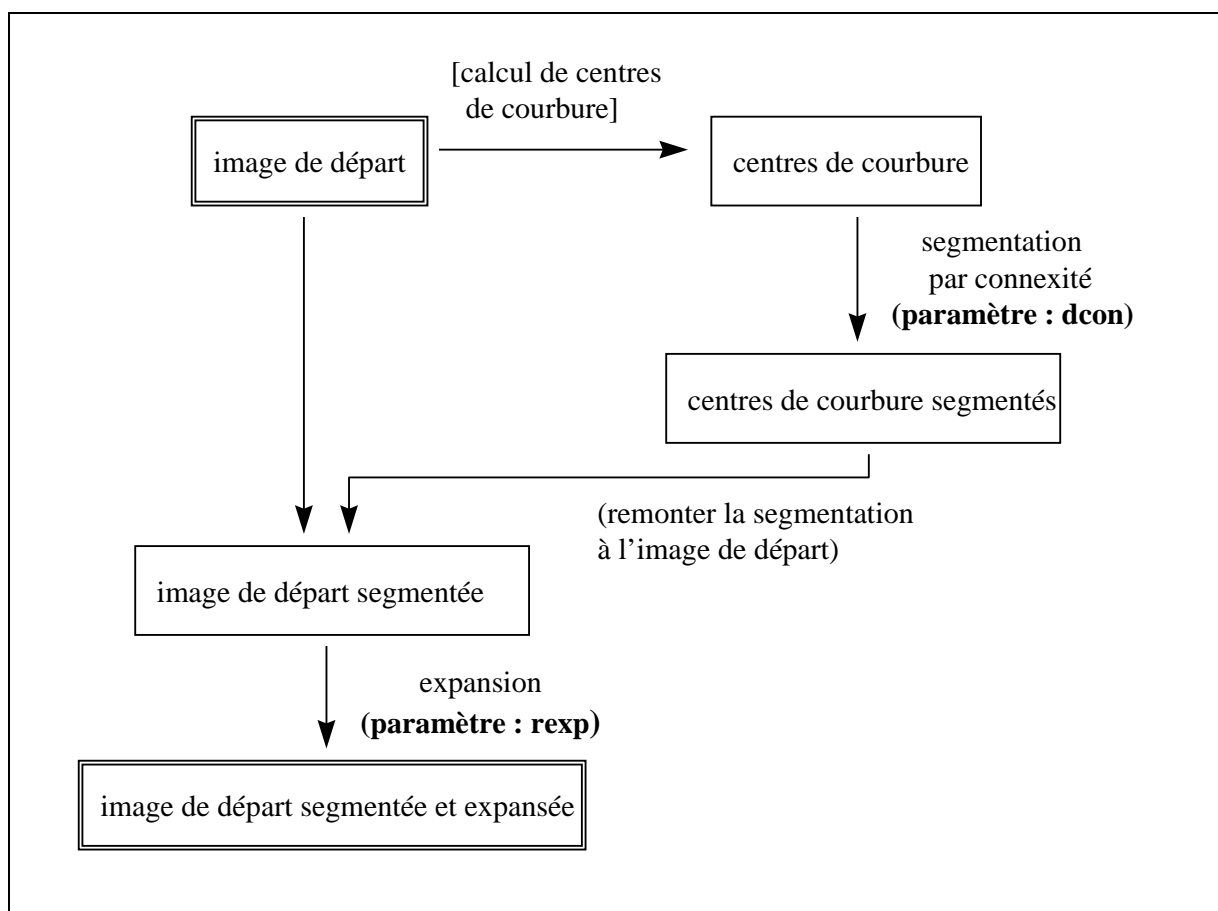 [calcul de centres
de courbure]
image de départ
centres de courbure
segmentation
par connexité
(paramètre : dcon)
centres de courbure segmentés
(remonter la segmentation
à l’image de départ)
image de départ segmentée
expansion
(paramètre : rexp)
image de départ segmentée et expansée